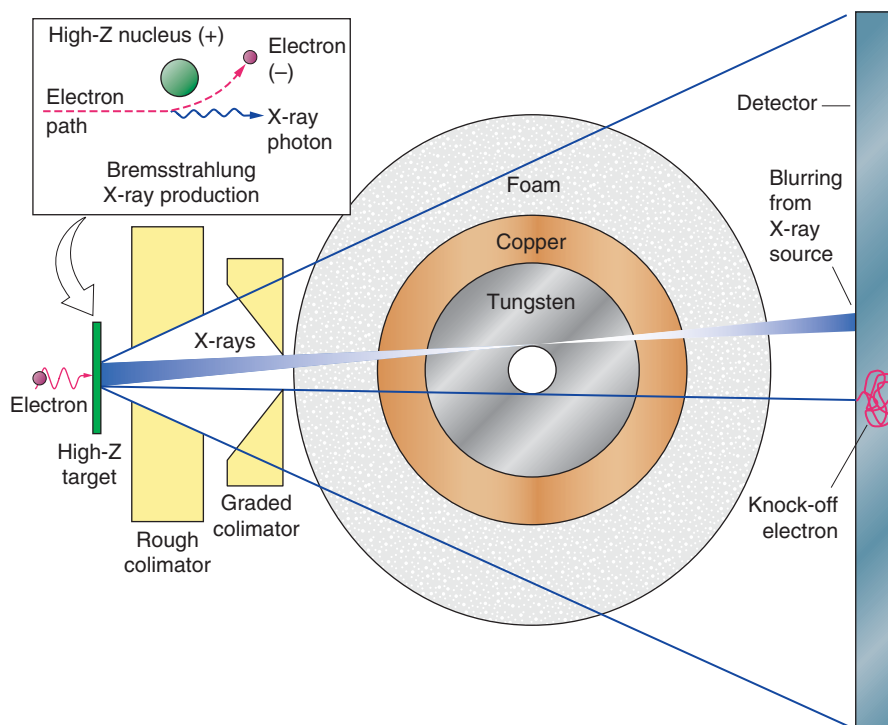 High-Z nucleus (+)
Electron
(–)
Electron
path
X-ray
photon
Bremsstrahlung
X-ray production
Detector
Foam
Blurring
from
X-ray
source
Copper
Tungsten
X-rays
Electron
High-Z
target
Graded
colimator
Rough
colimator
Knock-off
electron